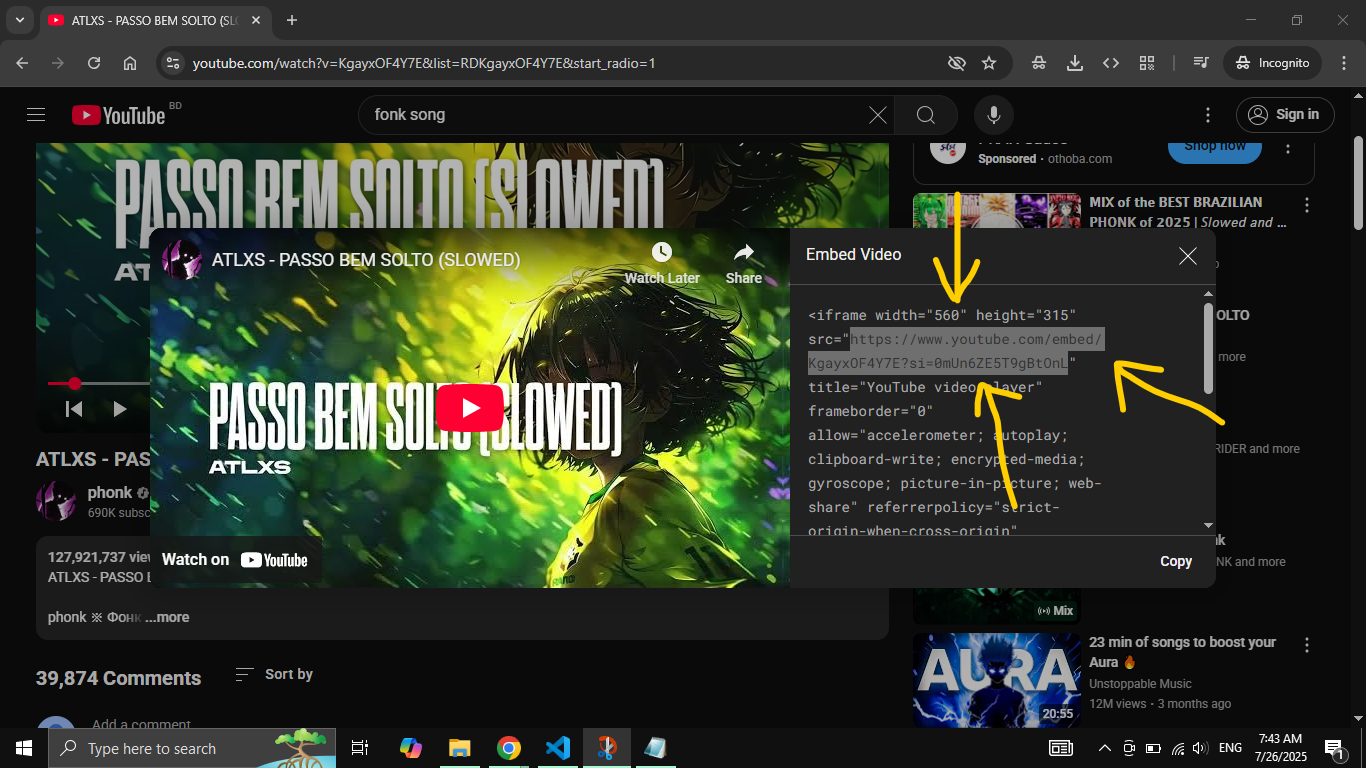 ATLXS - PASSO BEM SOLTO (SLO
youtube.com/watch?v=KgayxOF4Y7E&list=RDKgayxOF4Y7E&start_radio=1
Incognito
YouTube BD
fonk song
Sign in
PASSO BEM SOLTO (SLOWED)
Sponsored · othoba.com
Shop now
MIX of the BEST BRAZILIAN
PHONK of 2025 | Slowed and ...
ATLXS - PASSO BEM SOLTO (SLOWED)
Watch Later
Share
Embed Video
<iframe width="560" height="315"
src="https://www.youtube.com/embed/
KgayxOF4Y7E?si=0mUn6ZE5T9gBtOnL"
title="YouTube video player"
frameborder="0"
allow="accelerometer; autoplay;
clipboard-write; encrypted-media;
gyroscope; picture-in-picture; web-
share" referrerpolicy="strict-
origin-when-cross-origin"
Copy
PASSO BEM SOLTO (SLOWED)
ATLXS
Watch on YouTube
OLTO
more
RIDER and more
NK and more
Mix
ATLXS - PAS
phonk
690K subsc
127,921,737 view
ATLXS - PASSO
phonk ※ Фонк ...more
39,874 Comments
Sort by
Add a comment
AURA
20:55
23 min of songs to boost your
Aura 🔥
Unstoppable Music
12M views · 3 months ago
Type here to search
ENG
7:43 AM
7/26/2025
1